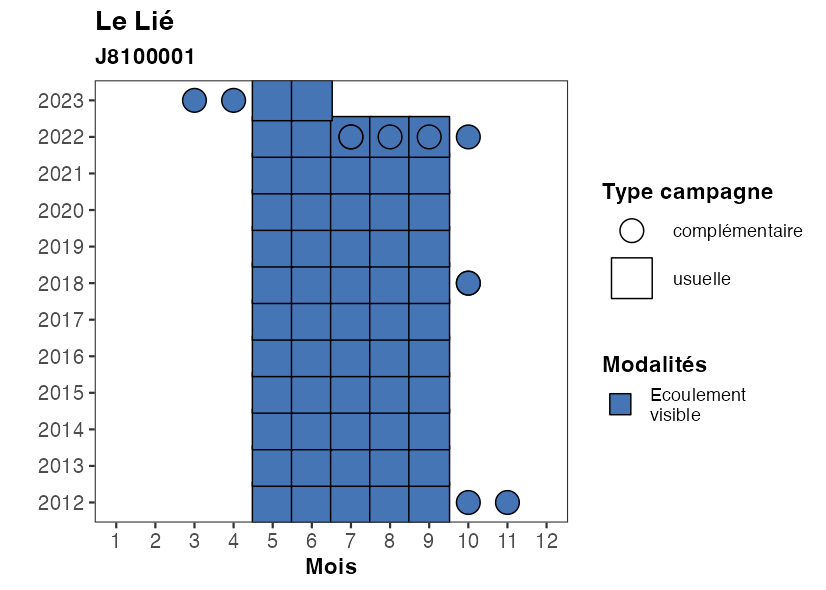 Le Lié
J8100001
2023
2022
2021
2020
2019
2018
2017
2016
2015
2014
2013
2012
1 2 3 4 5 6 7 8 9 10 11 12
Mois
Type campagne
complémentaire
usuelle
Modalités
Ecoulement
visible